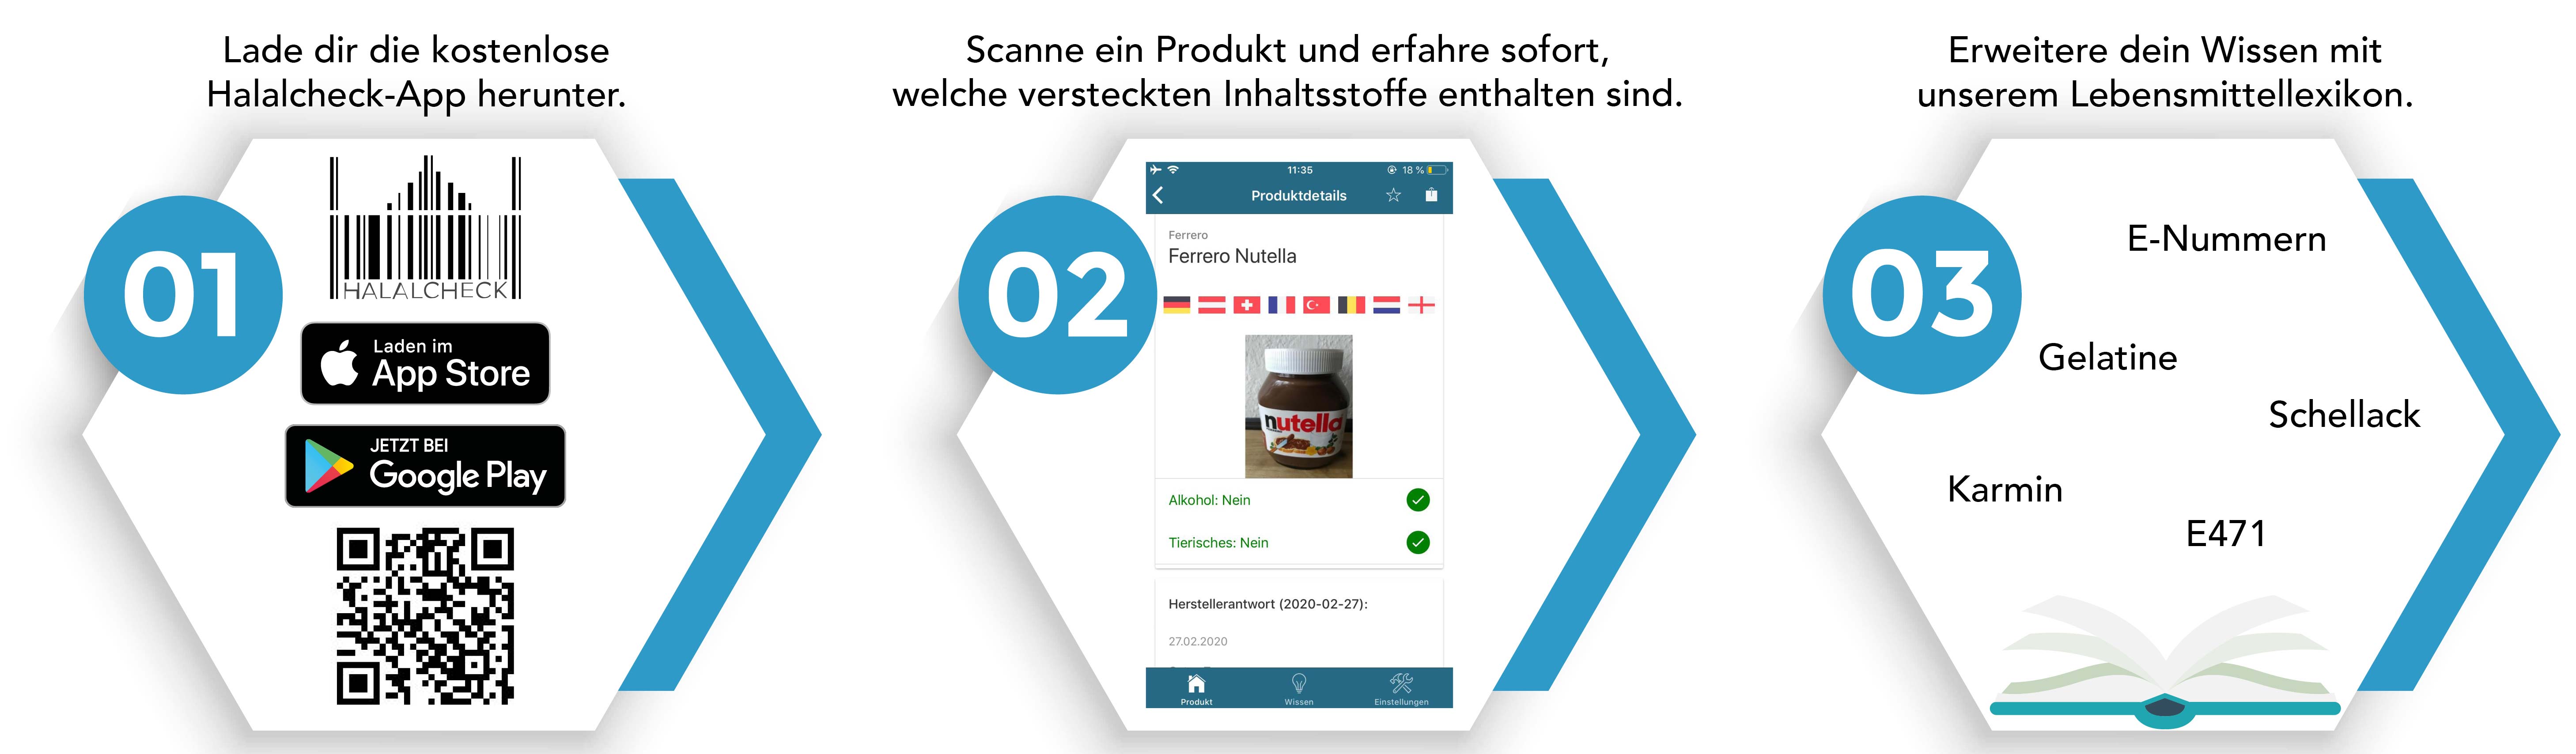 Lade dir die kostenlose
Halalcheck-App herunter.
01
HALALCHECK
Laden im
App Store
JETZT BEI
Google Play
Scanne ein Produkt und erfahre sofort,
welche versteckten Inhaltsstoffe enthalten sind.
02
11:35
18 %
Produktdetails
Ferrero
Ferrero Nutella
nutella
Alkohol: Nein
Tierisches: Nein
Herstellerantwort (2020-02-27):
27.02.2020
Produkt
Wissen
Einstellungen
Erweitere dein Wissen mit
unserem Lebensmittellexikon.
03
E-Nummern
Gelatine
Schellack
Karmin
E471